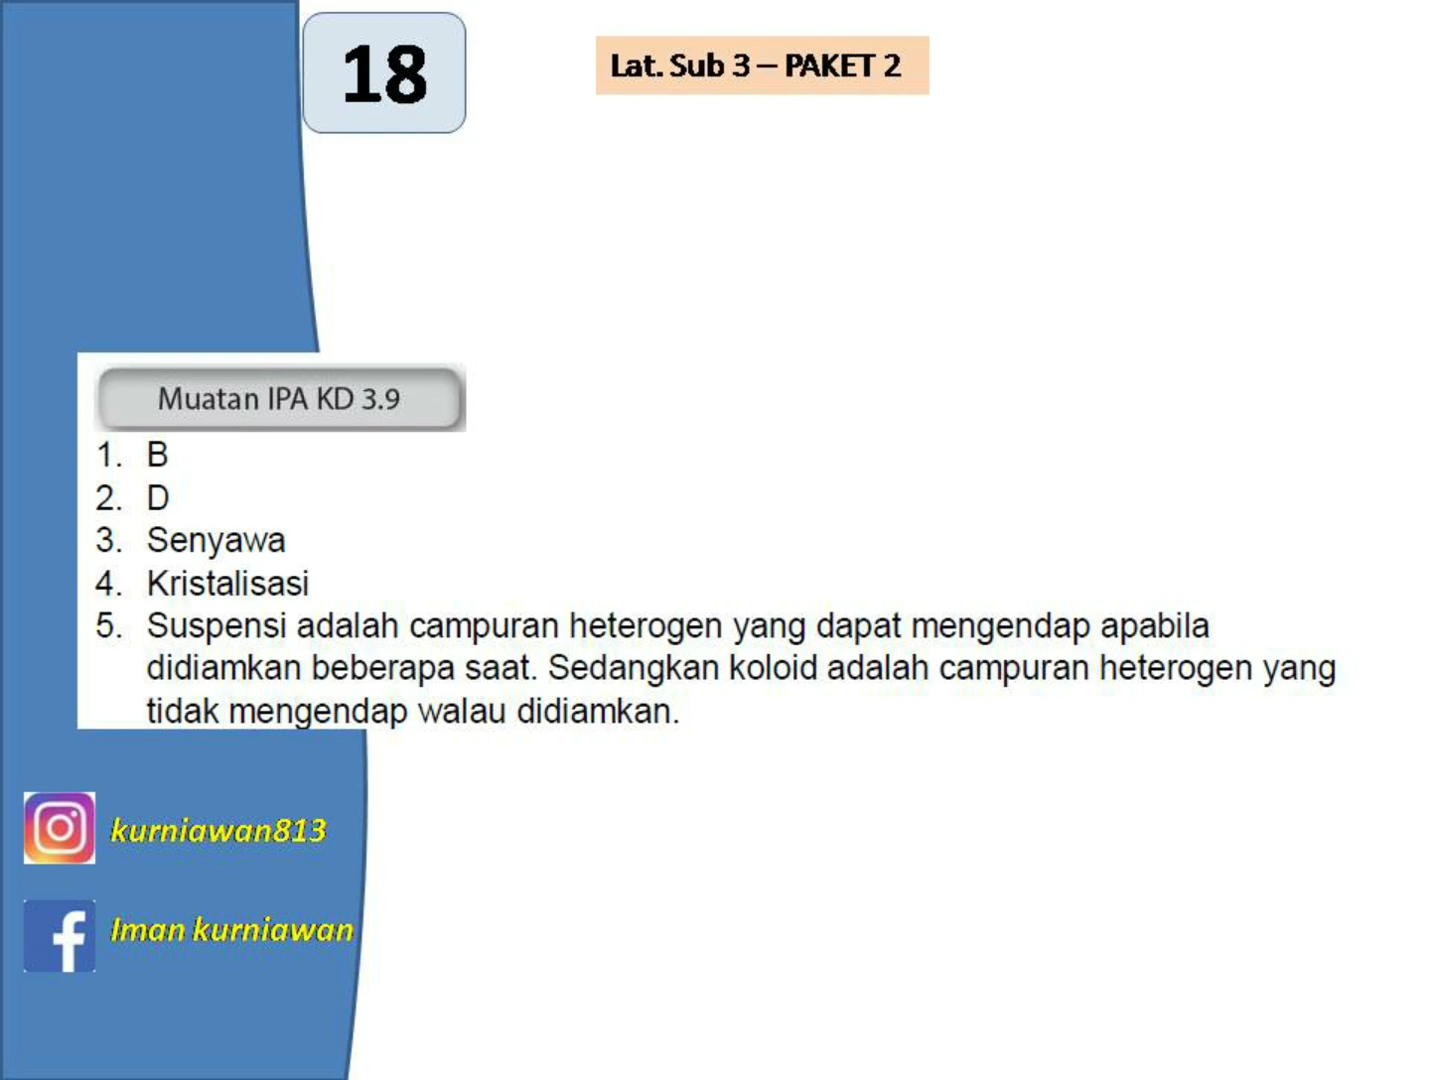 18
Lat. Sub 3 – PAKET 2
Muatan IPA KD 3.9
1. B
2. D
3. Senyawa
4. Kristalisasi
5. Suspensi adalah campuran heterogen yang dapat mengendap apabila
didiamkan beberapa saat. Sedangkan koloid adalah campuran heterogen yang
tidak mengendap walau didiamkan.
kurniawan813
Iman kurniawan